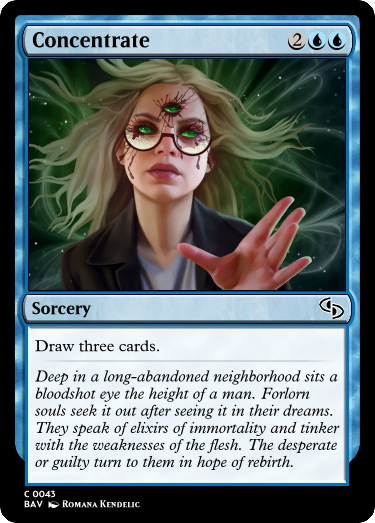 Concentrate 2
Sorcery
Draw three cards.
Deep in a long-abandoned neighborhood sits a
bloodshot eye the height of a man. Forlorn
souls seek it out after seeing it in their dreams.
They speak of elixirs of immortality and tinker
with the weaknesses of the flesh. The desperate
or guilty turn to them in hope of rebirth.
C 0043
BAV Romana Kendelic